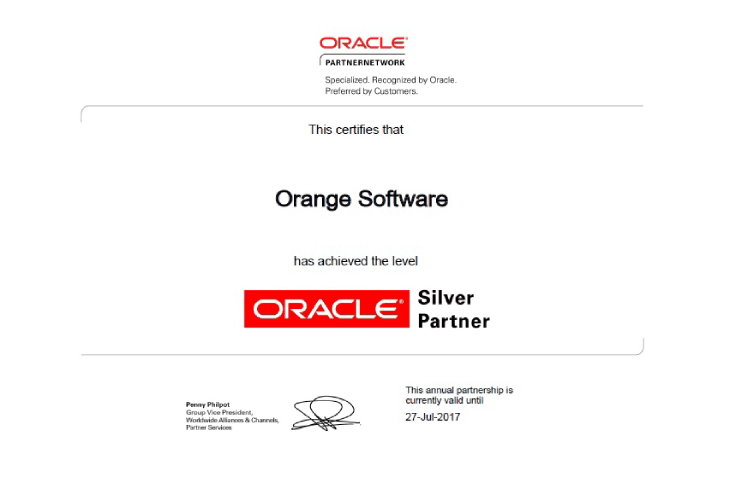 ORACLE®
PARTNERNETWORK
Specialized. Recognized by Oracle.
Preferred by Customers.
This certifies that
Orange Software
has achieved the level
ORACLE®
Silver
Partner
Penny Philpot
Group Vice President,
Worldwide Alliances & Channels,
Partner Services
This annual partnership is
currently valid until
27-Jul-2017